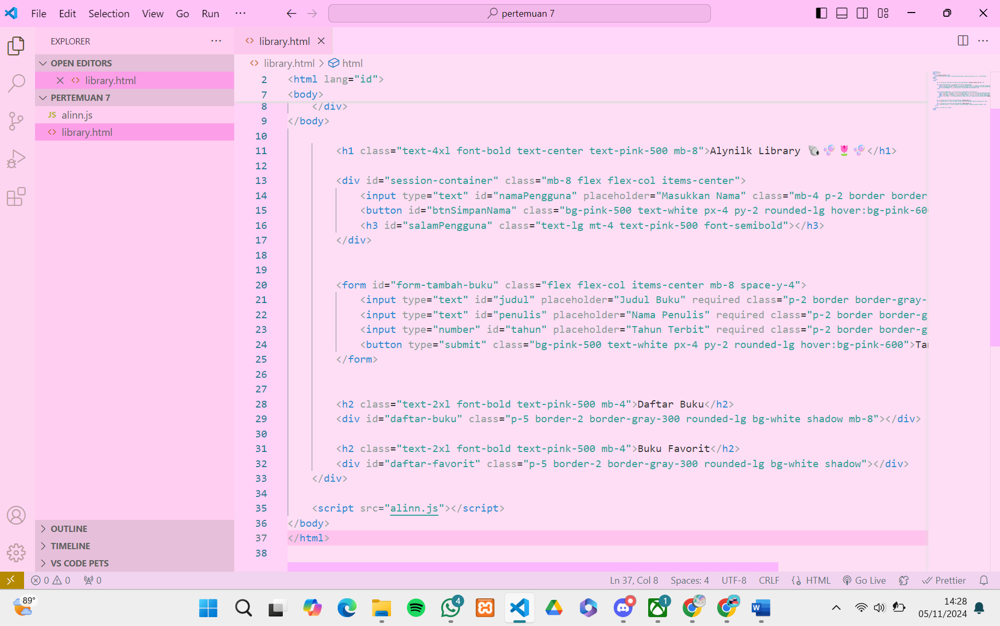 File Edit Selection View Go Run ··· pertemuan 7
EXPLORER ···
OPEN EDITORS
library.html
PERTEMUAN 7
JS alinn.js
library.html
OUTLINE
TIMELINE
VS CODE PETS
library.html
library.html > html
2 <html lang="id">
7 <body>
8 </div>
9 </body>
10
11 <h1 class="text-4xl font-bold text-center text-pink-500 mb-8">Alynilk Library 🐚🫧🌷🫧</h1>
12
13 <div id="session-container" class="mb-8 flex flex-col items-center">
14 <input type="text" id="namaPengguna" placeholder="Masukkan Nama" class="mb-4 p-2 border border
15 <button id="btnSimpanNama" class="bg-pink-500 text-white px-4 py-2 rounded-lg hover:bg-pink-60
16 <h3 id="salamPengguna" class="text-lg mt-4 text-pink-500 font-semibold"></h3>
17 </div>
18
19
20 <form id="form-tambah-buku" class="flex flex-col items-center mb-8 space-y-4">
21 <input type="text" id="judul" placeholder="Judul Buku" required class="p-2 border border-gray-
22 <input type="text" id="penulis" placeholder="Nama Penulis" required class="p-2 border border-g
23 <input type="number" id="tahun" placeholder="Tahun Terbit" required class="p-2 border border-g
24 <button type="submit" class="bg-pink-500 text-white px-4 py-2 rounded-lg hover:bg-pink-600">Ta
25 </form>
26
27
28 <h2 class="text-2xl font-bold text-pink-500 mb-4">Daftar Buku</h2>
29 <div id="daftar-buku" class="p-5 border-2 border-gray-300 rounded-lg bg-white shadow mb-8"></div>
30
31 <h2 class="text-2xl font-bold text-pink-500 mb-4">Buku Favorit</h2>
32 <div id="daftar-favorit" class="p-5 border-2 border-gray-300 rounded-lg bg-white shadow"></div>
33 </div>
34
35 <script src="alinn.js"></script>
36 </body>
37 </html>
38
0 0 0 Ln 37, Col 8 Spaces: 4 UTF-8 CRLF HTML Go Live Prettier
89° 4 1 W 14:28
05/11/2024